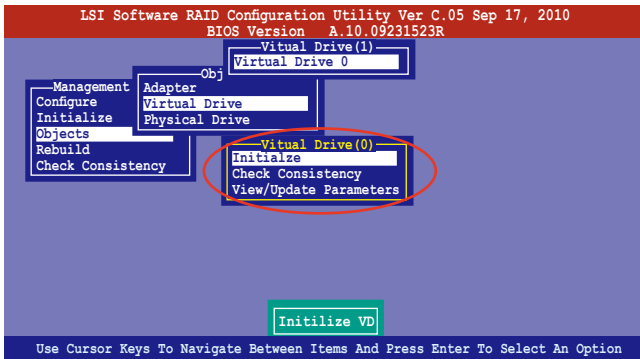 LSI Software RAID Configuration Utility Ver C.05 Sep 17, 2010
BIOS Version A.10.09231523R
Vitual Drive(1)
Virtual Drive 0
Obj
Adapter
Virtual Drive
Physical Drive
Management
Configure
Initialize
Objects
Rebuild
Check Consistency
Vitual Drive(0)
Initialze
Check Consistency
View/Update Parameters
Initilize VD
Use Cursor Keys To Navigate Between Items And Press Enter To Select An Option